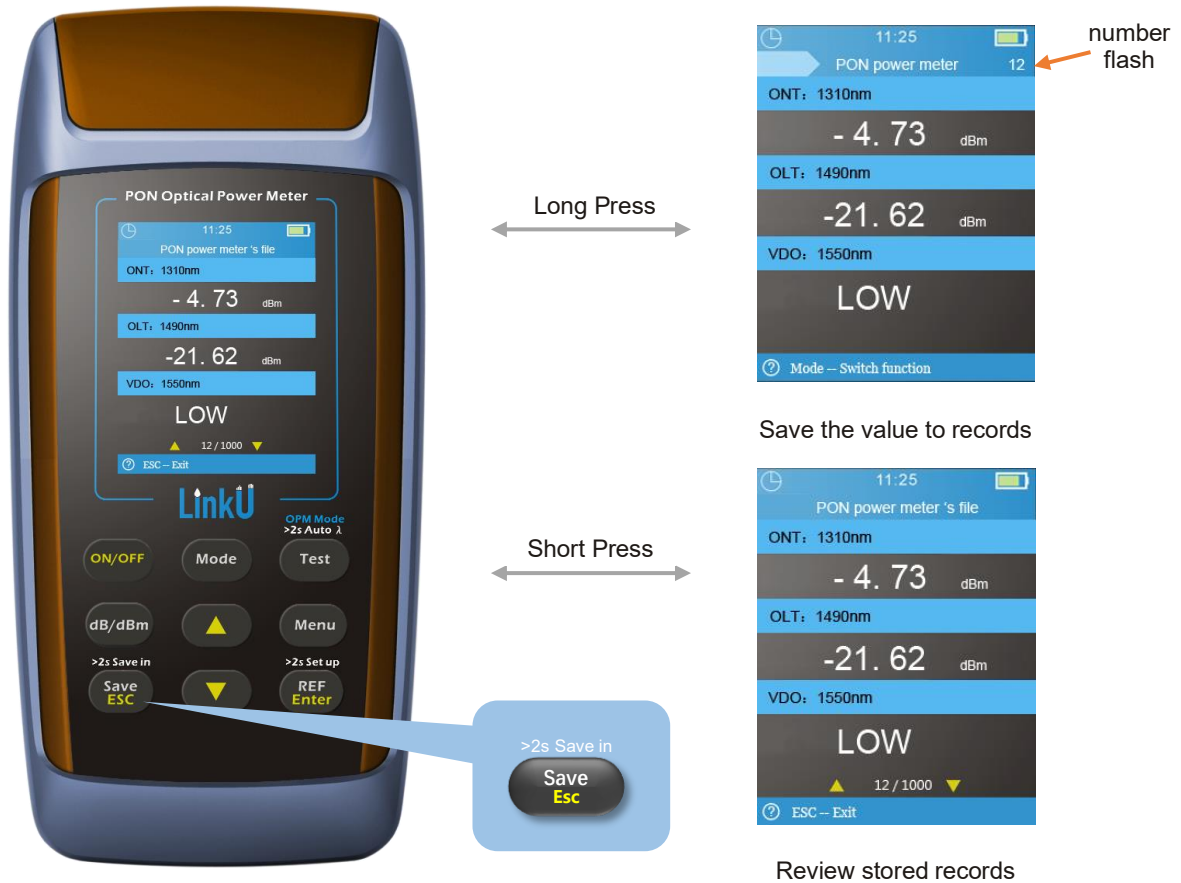 PON Optical Power Meter
11:25
PON power meter 's file
ONT: 1310nm
- 4. 73 dBm
OLT: 1490nm
-21. 62 dBm
VDO: 1550nm
LOW
▲ 12 / 1000 ▼
? ESC -- Exit
LinkÜ
OPM Mode
>2s Auto λ
ON/OFF Mode Test
dB/dBm ▲ Menu
>2s Save in >2s Set up
Save ▼ REF
ESC Enter
>2s Save in
Save
Esc
Long Press
11:25
PON power meter 12
number
flash
ONT: 1310nm
- 4. 73 dBm
OLT: 1490nm
-21. 62 dBm
VDO: 1550nm
LOW
? Mode -- Switch function
Save the value to records
Short Press
11:25
PON power meter 's file
ONT: 1310nm
- 4. 73 dBm
OLT: 1490nm
-21. 62 dBm
VDO: 1550nm
LOW
▲ 12 / 1000 ▼
? ESC -- Exit
Review stored records